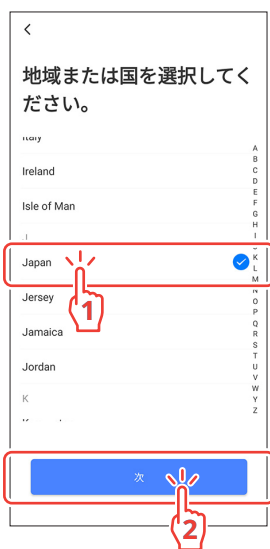 地域または国を選択してく
ださい。
Italy
A
B
Ireland
C
D
E
Isle of Man
F
G
H
J
I
Japan
K
L
M
Jersey
N
O
1
P
Jamaica
Q
R
S
Jordan
T
U
V
K
W
Y
Z
次
2